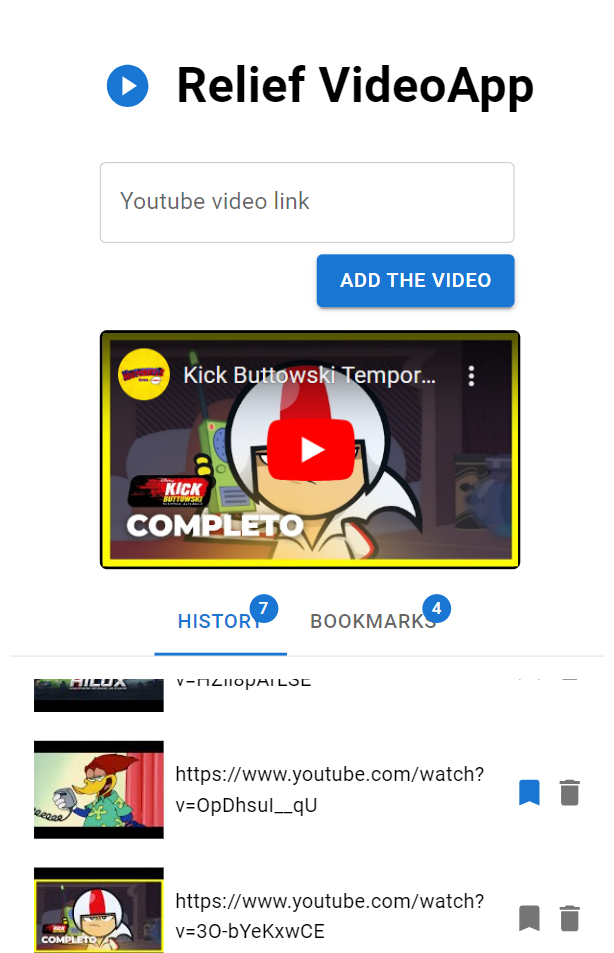 Relief VideoApp
Youtube video link
ADD THE VIDEO
Kick Buttowski Tempor...
KICK
BUTTOWSKI
COMPLETO
7
4
HISTORY
BOOKMARKS
HILUX
https://www.youtube.com/watch?
v=OpDhsuI__qU
https://www.youtube.com/watch?
v=3O-bYeKxwCE
COMPLETO